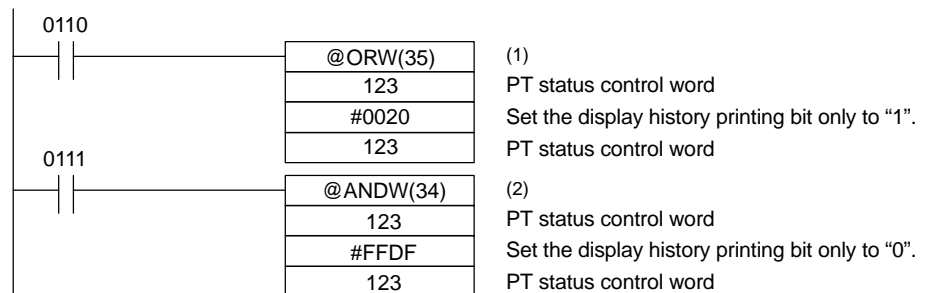 0110
@ORW(35) (1)
123 PT status control word
#0020 Set the display history printing bit only to “1”.
123 PT status control word
0111
@ANDW(34) (2)
123 PT status control word
#FFDF Set the display history printing bit only to “0”.
123 PT status control word